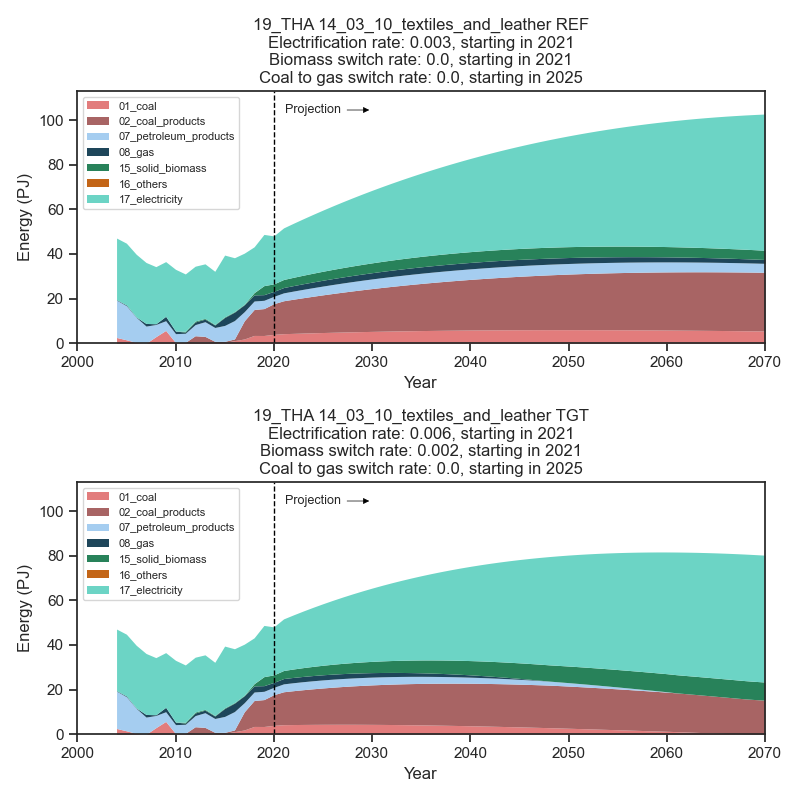 19_THA 14_03_10_textiles_and_leather REF
Electrification rate: 0.003, starting in 2021
Biomass switch rate: 0.0, starting in 2021
Coal to gas switch rate: 0.0, starting in 2025
01_coal
02_coal_products
07_petroleum_products
08_gas
15_solid_biomass
16_others
17_electricity
Projection
100
80
60
40
20
0
Energy (PJ)
2000 2010 2020 2030 2040 2050 2060 2070
Year
19_THA 14_03_10_textiles_and_leather TGT
Electrification rate: 0.006, starting in 2021
Biomass switch rate: 0.002, starting in 2021
Coal to gas switch rate: 0.0, starting in 2025
01_coal
02_coal_products
07_petroleum_products
08_gas
15_solid_biomass
16_others
17_electricity
Projection
100
80
60
40
20
0
Energy (PJ)
2000 2010 2020 2030 2040 2050 2060 2070
Year